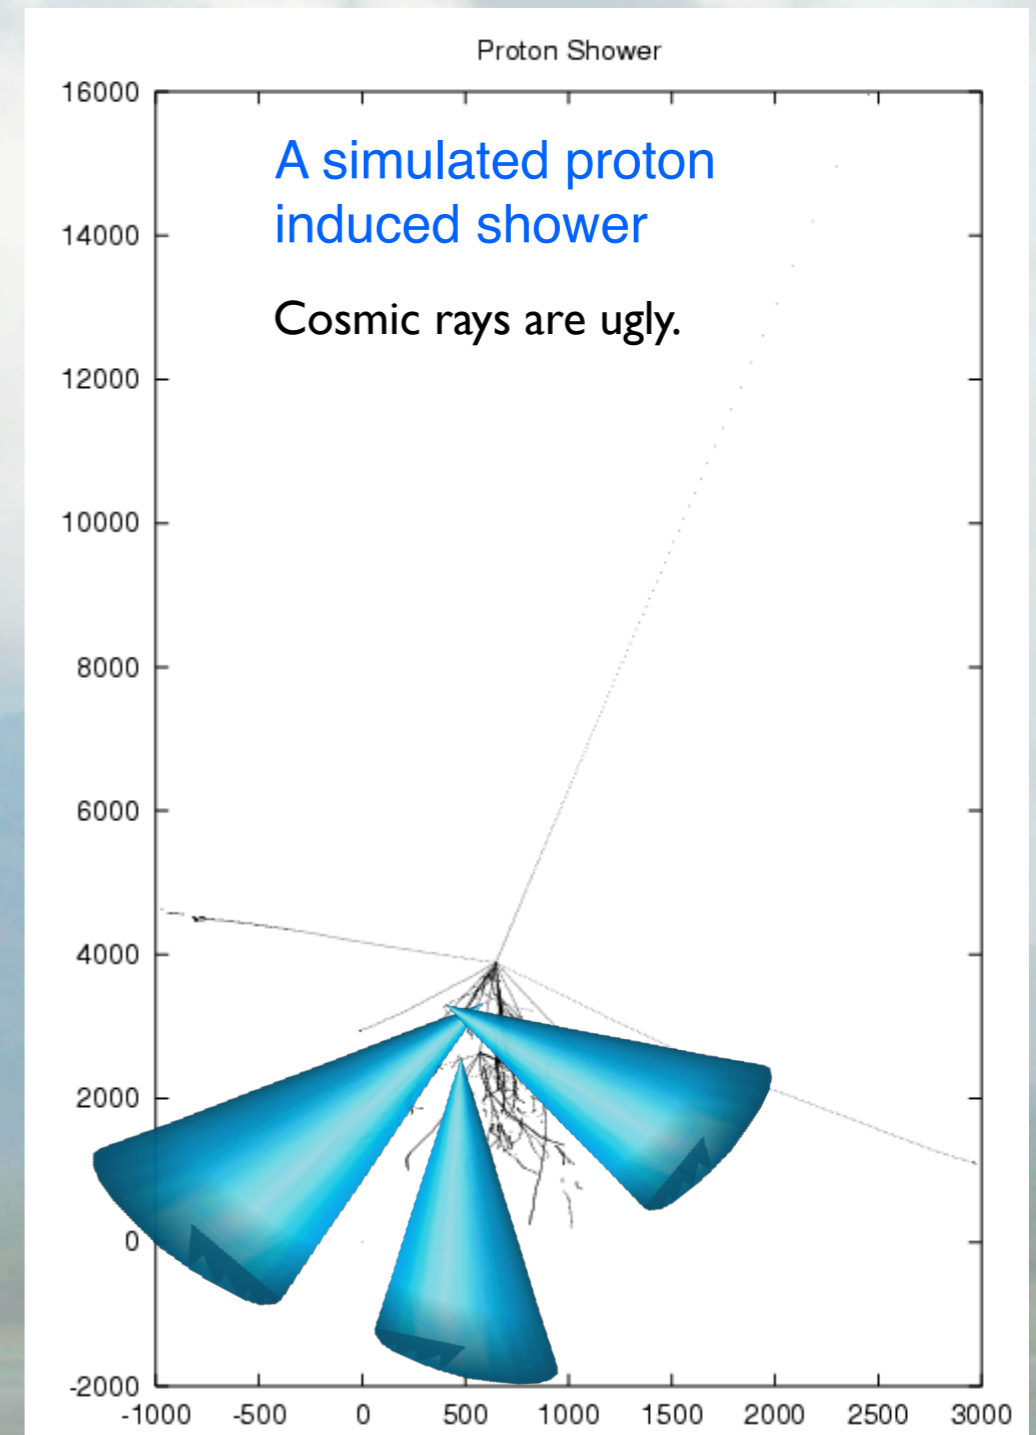 Proton Shower
16000
A simulated proton
induced shower
14000
Cosmic rays are ugly.
12000
10000
8000
6000
4000
2000
0
-2000
-1000 -500 0 500 1000 1500 2000 2500 3000